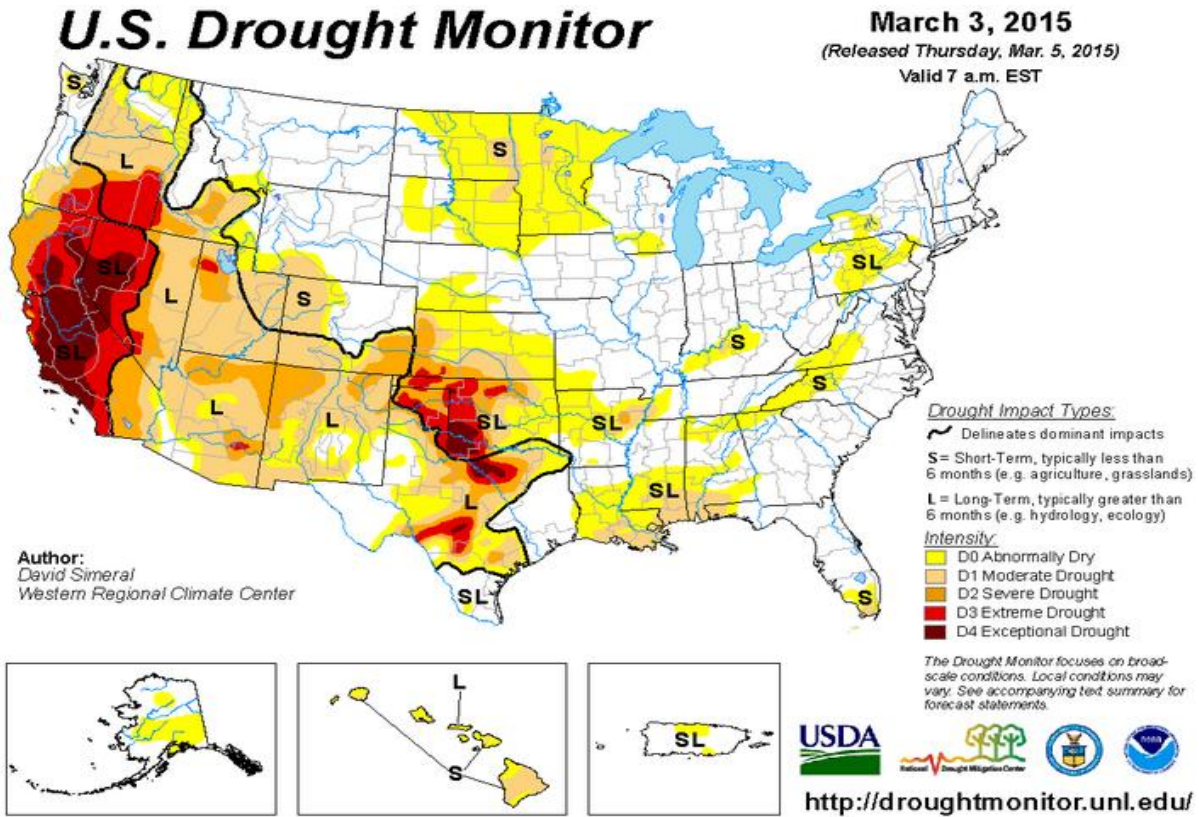 U.S. Drought Monitor
March 3, 2015
(Released Thursday, Mar. 5, 2015)
Valid 7 a.m. EST
S
L
S
SL
L
S
SL
S
S
L
L
SL
SL
SL
SL
L
SL
S
Drought Impact Types:
Delineates dominant impacts
S = Short-Term, typically less than
6 months (e.g. agriculture, grasslands)
L = Long-Term, typically greater than
6 months (e.g. hydrology, ecology)
Intensity:
D0 Abnormally Dry
D1 Moderate Drought
D2 Severe Drought
D3 Extreme Drought
D4 Exceptional Drought
Author:
David Simeral
Western Regional Climate Center
The Drought Monitor focuses on broad-
scale conditions. Local conditions may
vary. See accompanying text summary for
forecast statements.
L
S
SL
USDA
National Drought Mitigation Center
noaa
http://droughtmonitor.unl.edu/